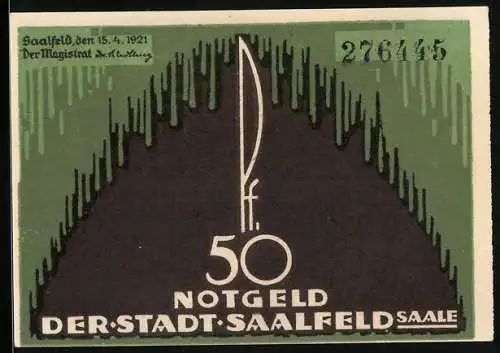 Saalfeld, den 15.4.1921
Der Magistrat
276445
Pf.
50
NOTGELD
DER·STADT·SAALFELD SAALE